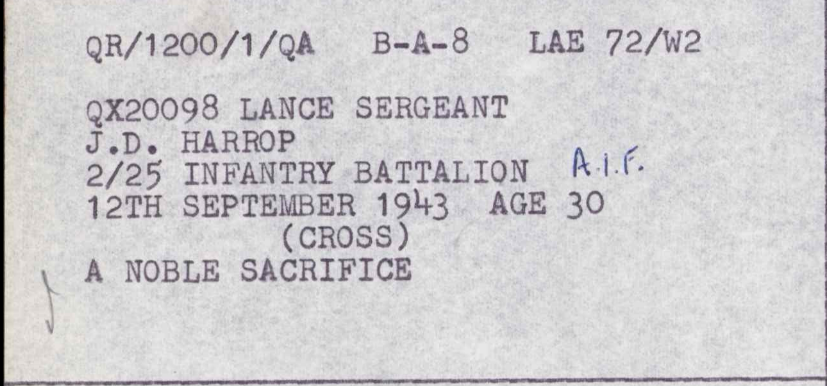 QR/1200/1/QA B-A-8 LAE 72/W2
QX20098 LANCE SERGEANT
J.D. HARROP
2/25 INFANTRY BATTALION A.I.F.
12TH SEPTEMBER 1943 AGE 30
(CROSS)
A NOBLE SACRIFICE